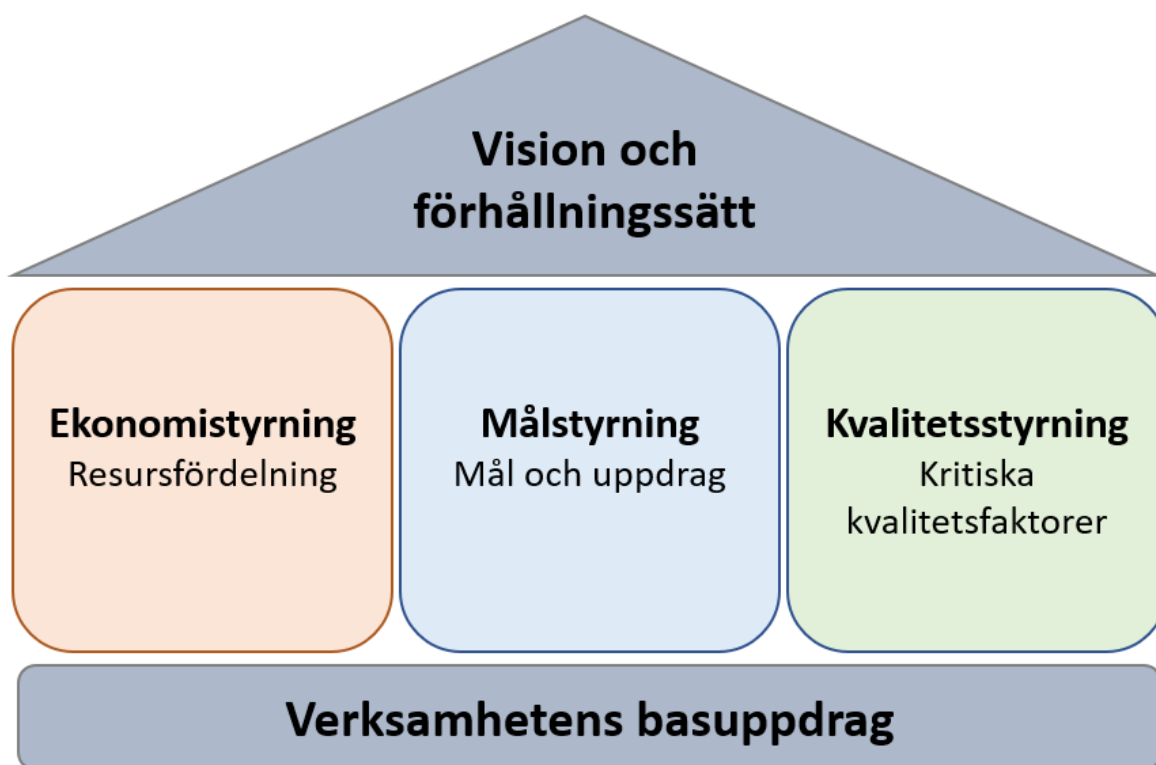 Vision och
förhållningssätt
Ekonomistyrning
Resursfördelning
Målstyrning
Mål och uppdrag
Kvalitetsstyrning
Kritiska
kvalitetsfaktorer
Verksamhetens basuppdrag